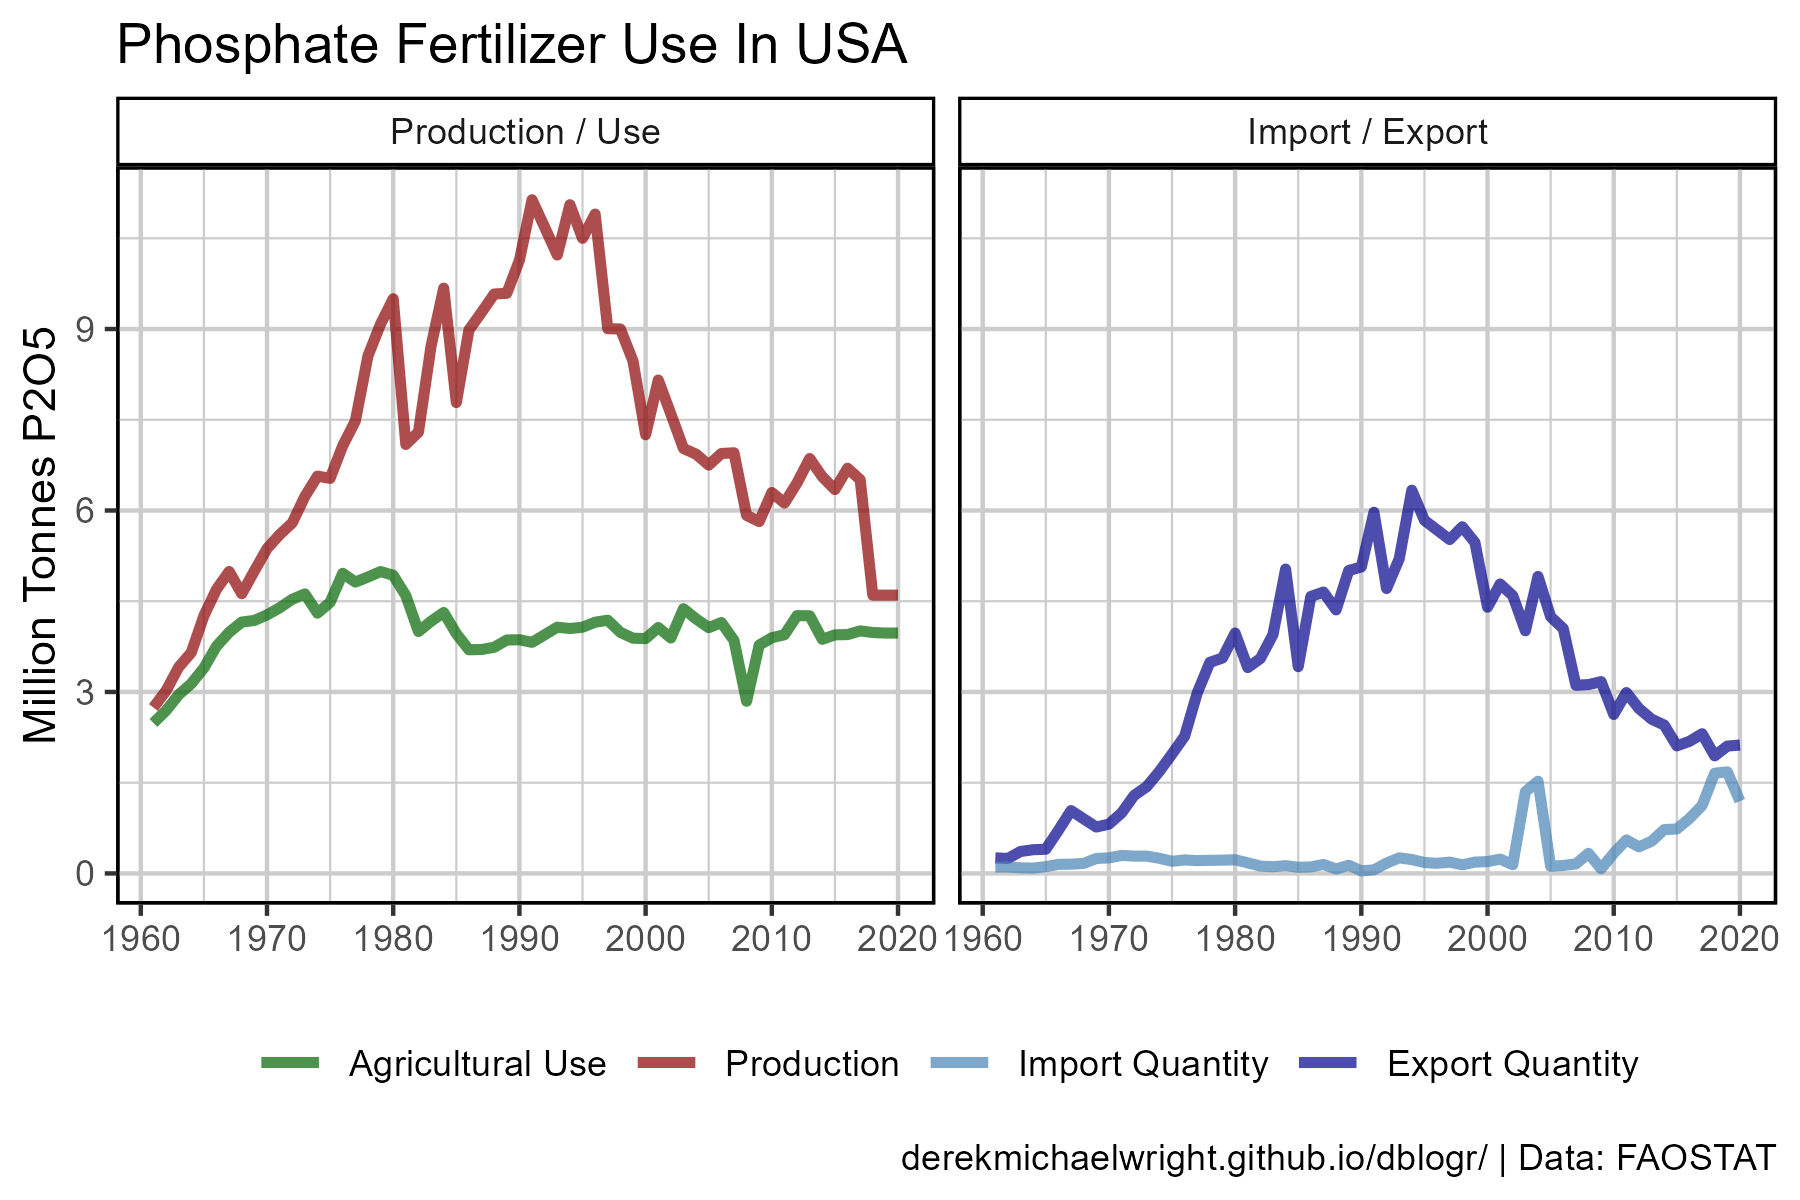 Phosphate Fertilizer Use In USA
Production / Use
Import / Export
Million Tonnes P2O5
9
6
3
0
1960 1970 1980 1990 2000 2010 2020
1960 1970 1980 1990 2000 2010 2020
Agricultural Use Production Import Quantity Export Quantity
derekmichaelwright.github.io/dblogr/ | Data: FAOSTAT